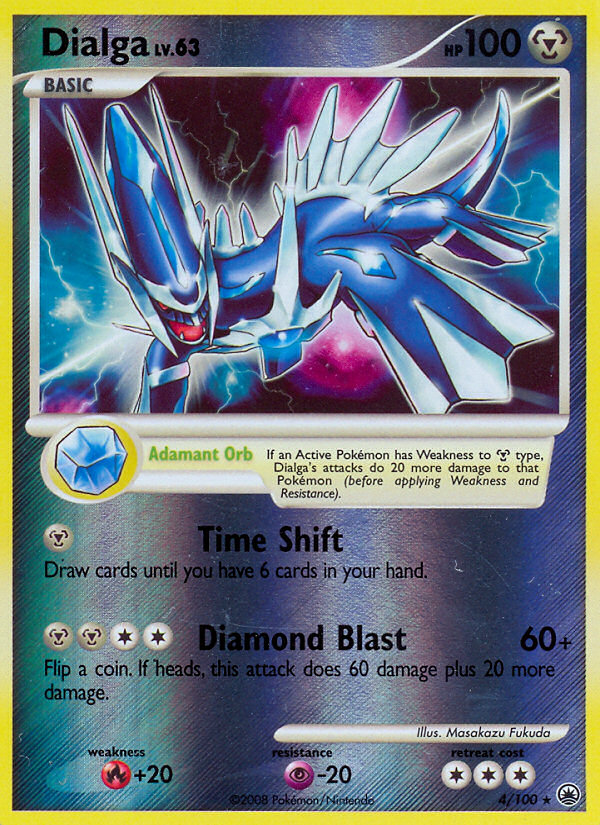 Dialga LV.63
HP 100
BASIC
Adamant Orb
If an Active Pokémon has Weakness to type,
Dialga's attacks do 20 more damage to that
Pokémon (before applying Weakness and
Resistance).
Time Shift
Draw cards until you have 6 cards in your hand.
Diamond Blast 60+
Flip a coin. If heads, this attack does 60 damage plus 20 more
damage.
Illus. Masakazu Fukuda
weakness resistance retreat cost
+20 -20
©2008 Pokémon/Nintendo 4/100 ★